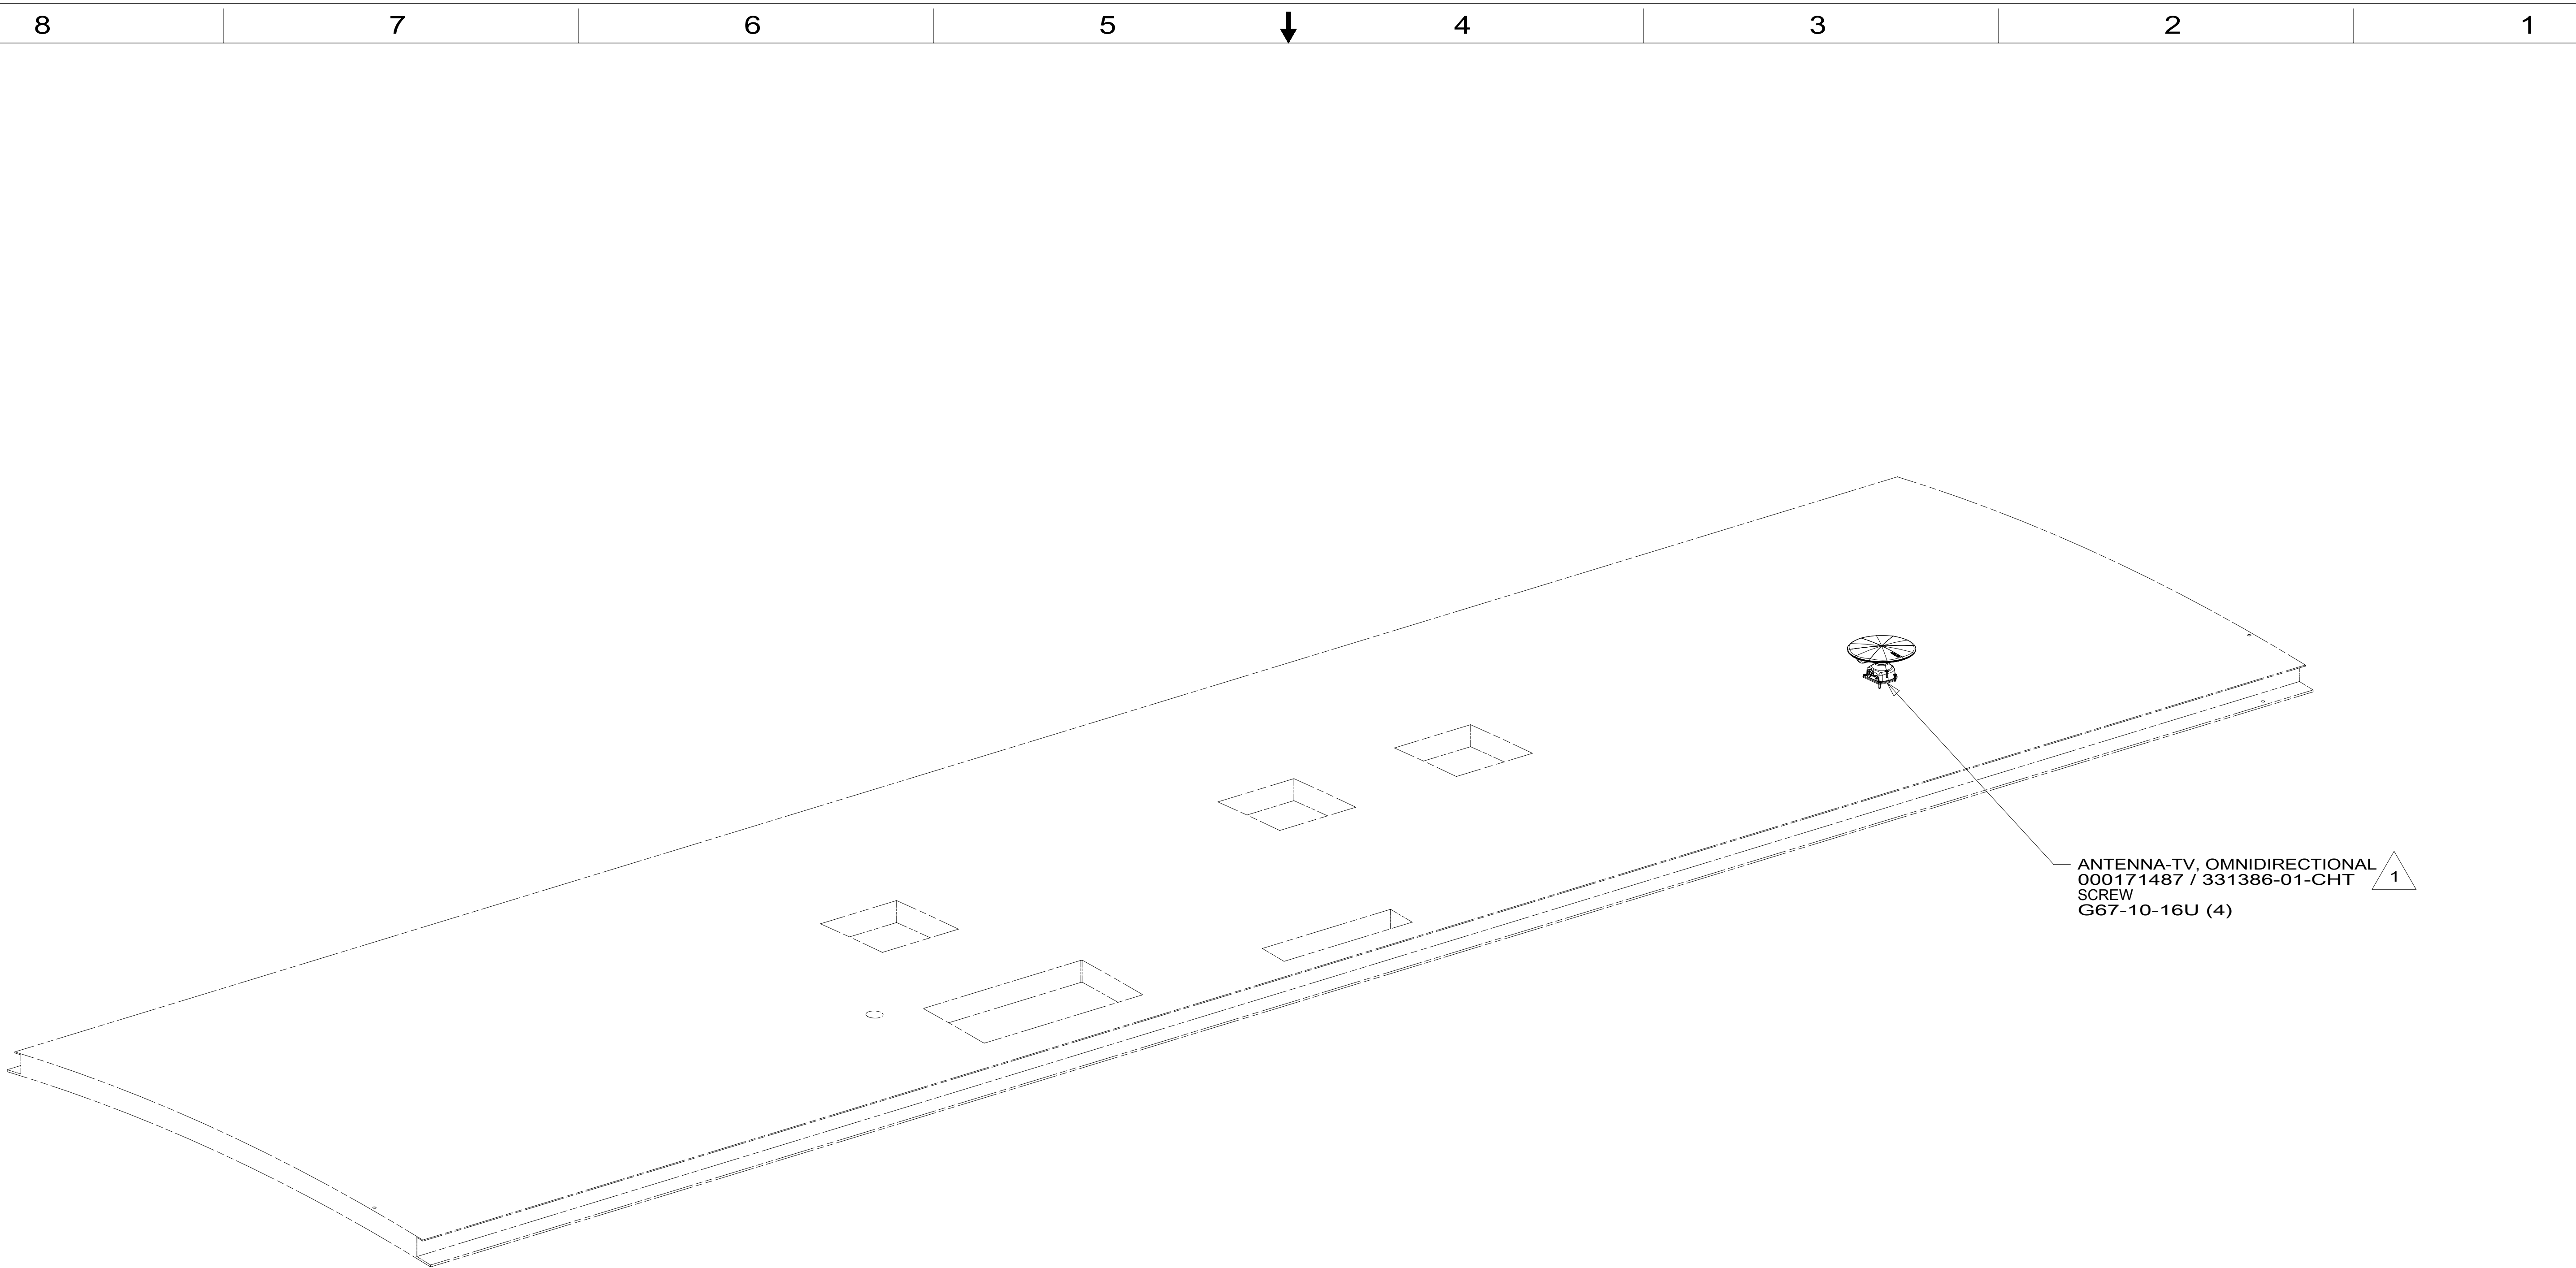 8 7 6 5 4 3 2 1
ANTENNA-TV, OMNIDIRECTIONAL
000171487 / 331386-01-CHT
1
SCREW
G67-10-16U (4)